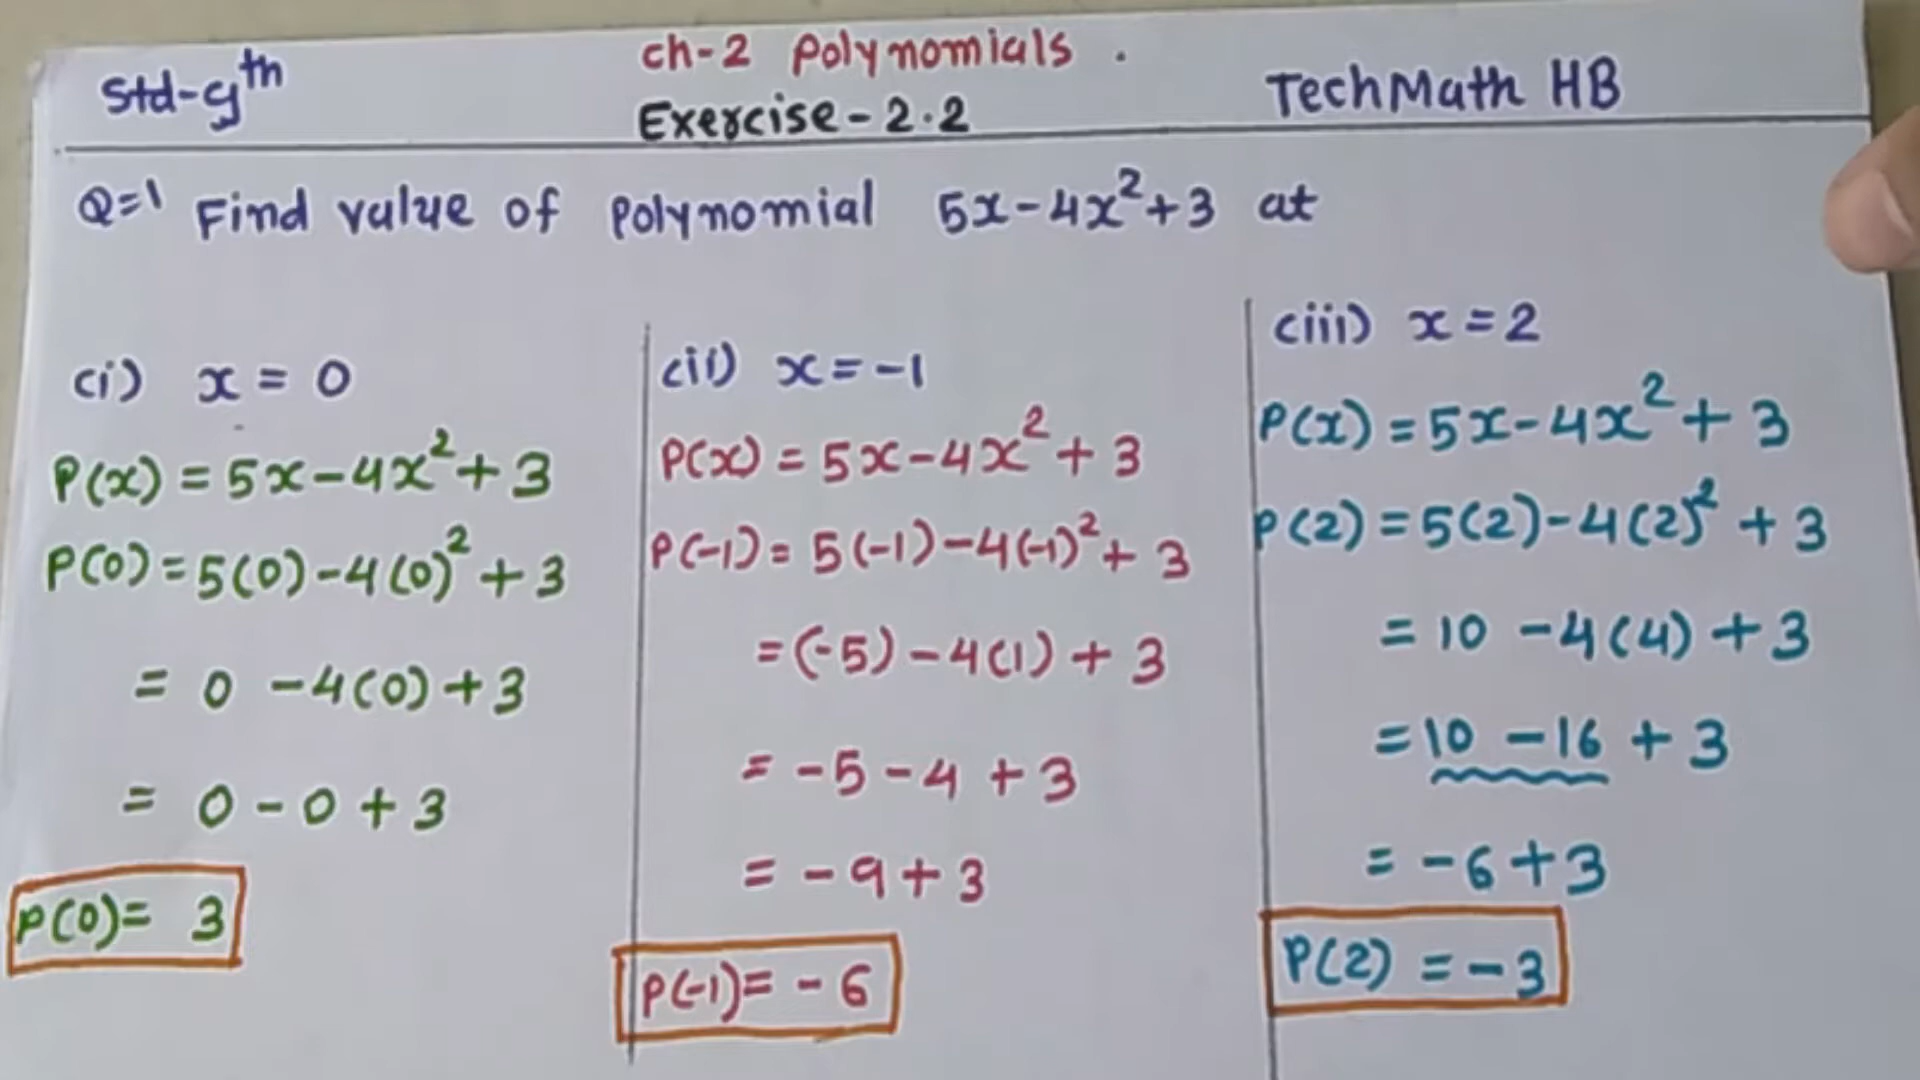 Std-9th
ch-2 Polynomials.
Exercise-2.2
TechMath HB
Q=1 Find value of Polynomial 5x-4x²+3 at
(i) x = 0
P(x) = 5x-4x²+3
P(0) = 5(0)-4(0)²+3
= 0 -4(0)+3
= 0 - 0 + 3
P(0)= 3
(ii) x=-1
P(x) = 5x-4x²+3
P(-1)= 5(-1)-4(-1)²+3
=(-5)-4(1)+3
= -5-4+3
= -9+3
P(-1)= -6
(iii) x=2
P(x)=5x-4x²+3
P(2)=5(2)-4(2)²+3
= 10 -4(4)+3
= 10 -16 + 3
= -6+3
P(2) = -3